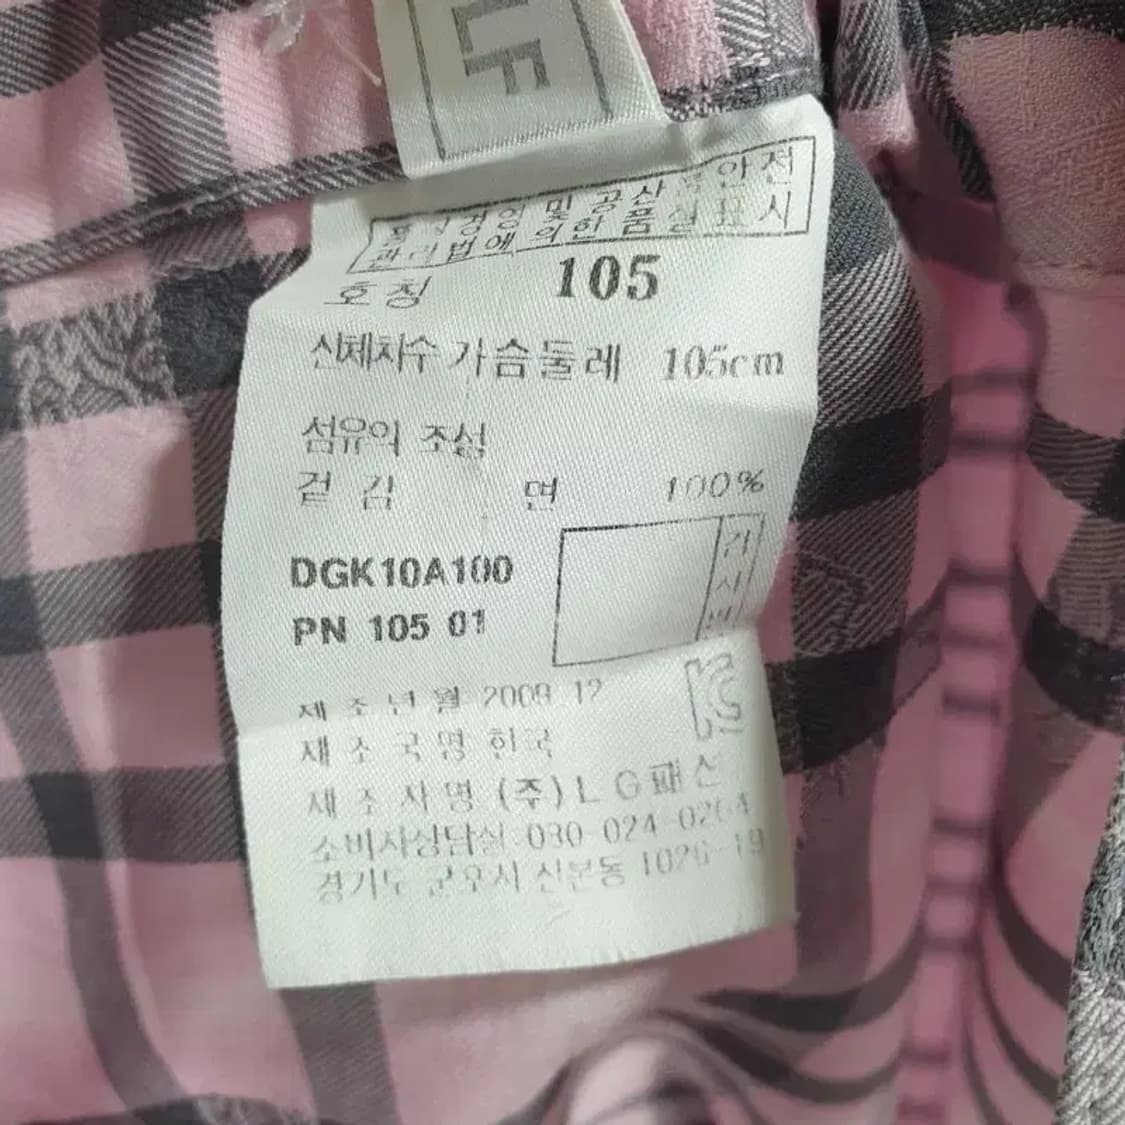 LF
품질경영 및 공산품안전
관리법에 의한 품질표시
호칭 105
신체치수 가슴둘레 105cm
섬유의 조성
겉감 면 100%
DGK10A100
PN 105 01
제조년월 2009.12
제조국명 한국
제조사명 (주)LG패션
소비자상담실 080-024-0264
경기도 군포시 산본동 1026-19